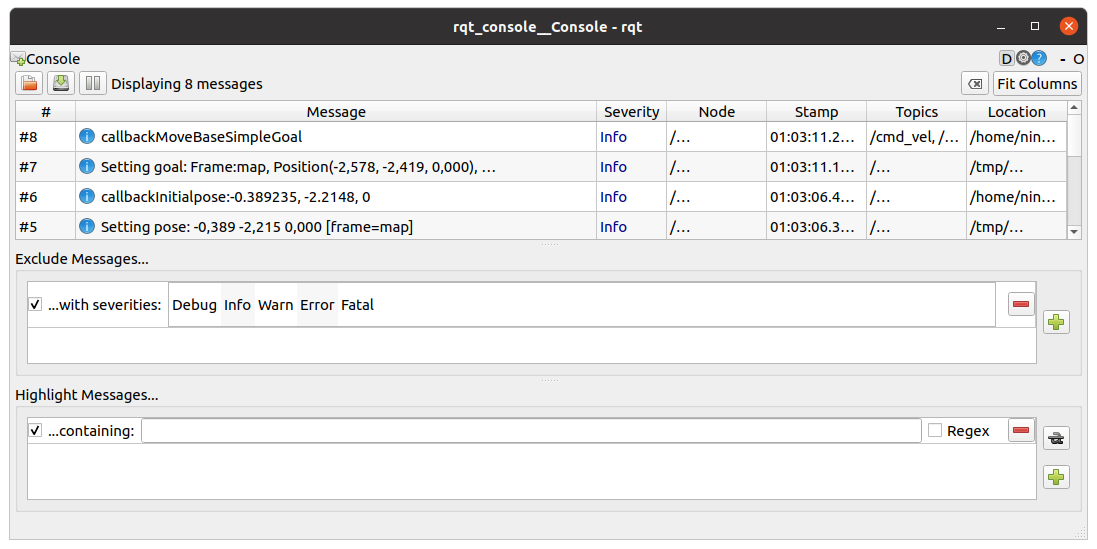 rqt_console__Console - rqt
Console D ? - O
Displaying 8 messages Fit Columns
# Message Severity Node Stamp Topics Location
#8 callbackMoveBaseSimpleGoal Info /... 01:03:11.2... /cmd_vel, /... /home/nin...
#7 Setting goal: Frame:map, Position(-2,578, -2,419, 0,000), ... Info /... 01:03:11.1... /... /tmp/...
#6 callbackInitialpose:-0.389235, -2.2148, 0 Info /... 01:03:06.4... /... /home/nin...
#5 Setting pose: -0,389 -2,215 0,000 [frame=map] Info /... 01:03:06.3... /... /tmp/...
Exclude Messages...
...with severities: Debug Info Warn Error Fatal
Highlight Messages...
...containing: Regex